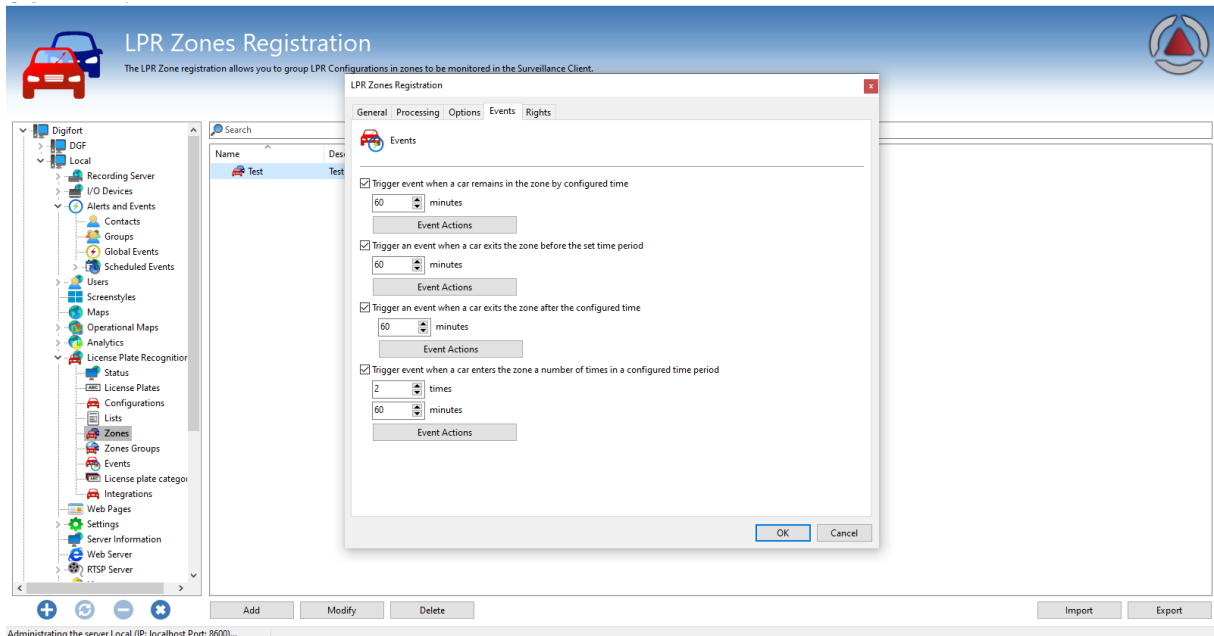 LPR Zones Registration
The LPR Zone registration allows you to group LPR Configurations in zones to be monitored in the Surveillance Client.
LPR Zones Registration
x
General Processing Options Events Rights
Events
Trigger event when a car remains in the zone by configured time
60 minutes
Event Actions
Trigger an event when a car exits the zone before the set time period
60 minutes
Event Actions
Trigger an event when a car exits the zone after the configured time
60 minutes
Event Actions
Trigger event when a car enters the zone a number of times in a configured time period
2 times
60 minutes
Event Actions
OK Cancel
Digifort
DGF
Local
Recording Server
I/O Devices
Alerts and Events
Contacts
Groups
Global Events
Scheduled Events
Users
Screenstyles
Maps
Operational Maps
Analytics
License Plate Recognition
Status
ABC License Plates
Configurations
Lists
Zones
Zones Groups
Events
License plate catego
Integrations
Web Pages
Settings
Server Information
Web Server
RTSP Server
Search
Name Des
Test Test
Add Modify Delete Import Export
Administrating the server Local (IP: localhost Port: 8600)...